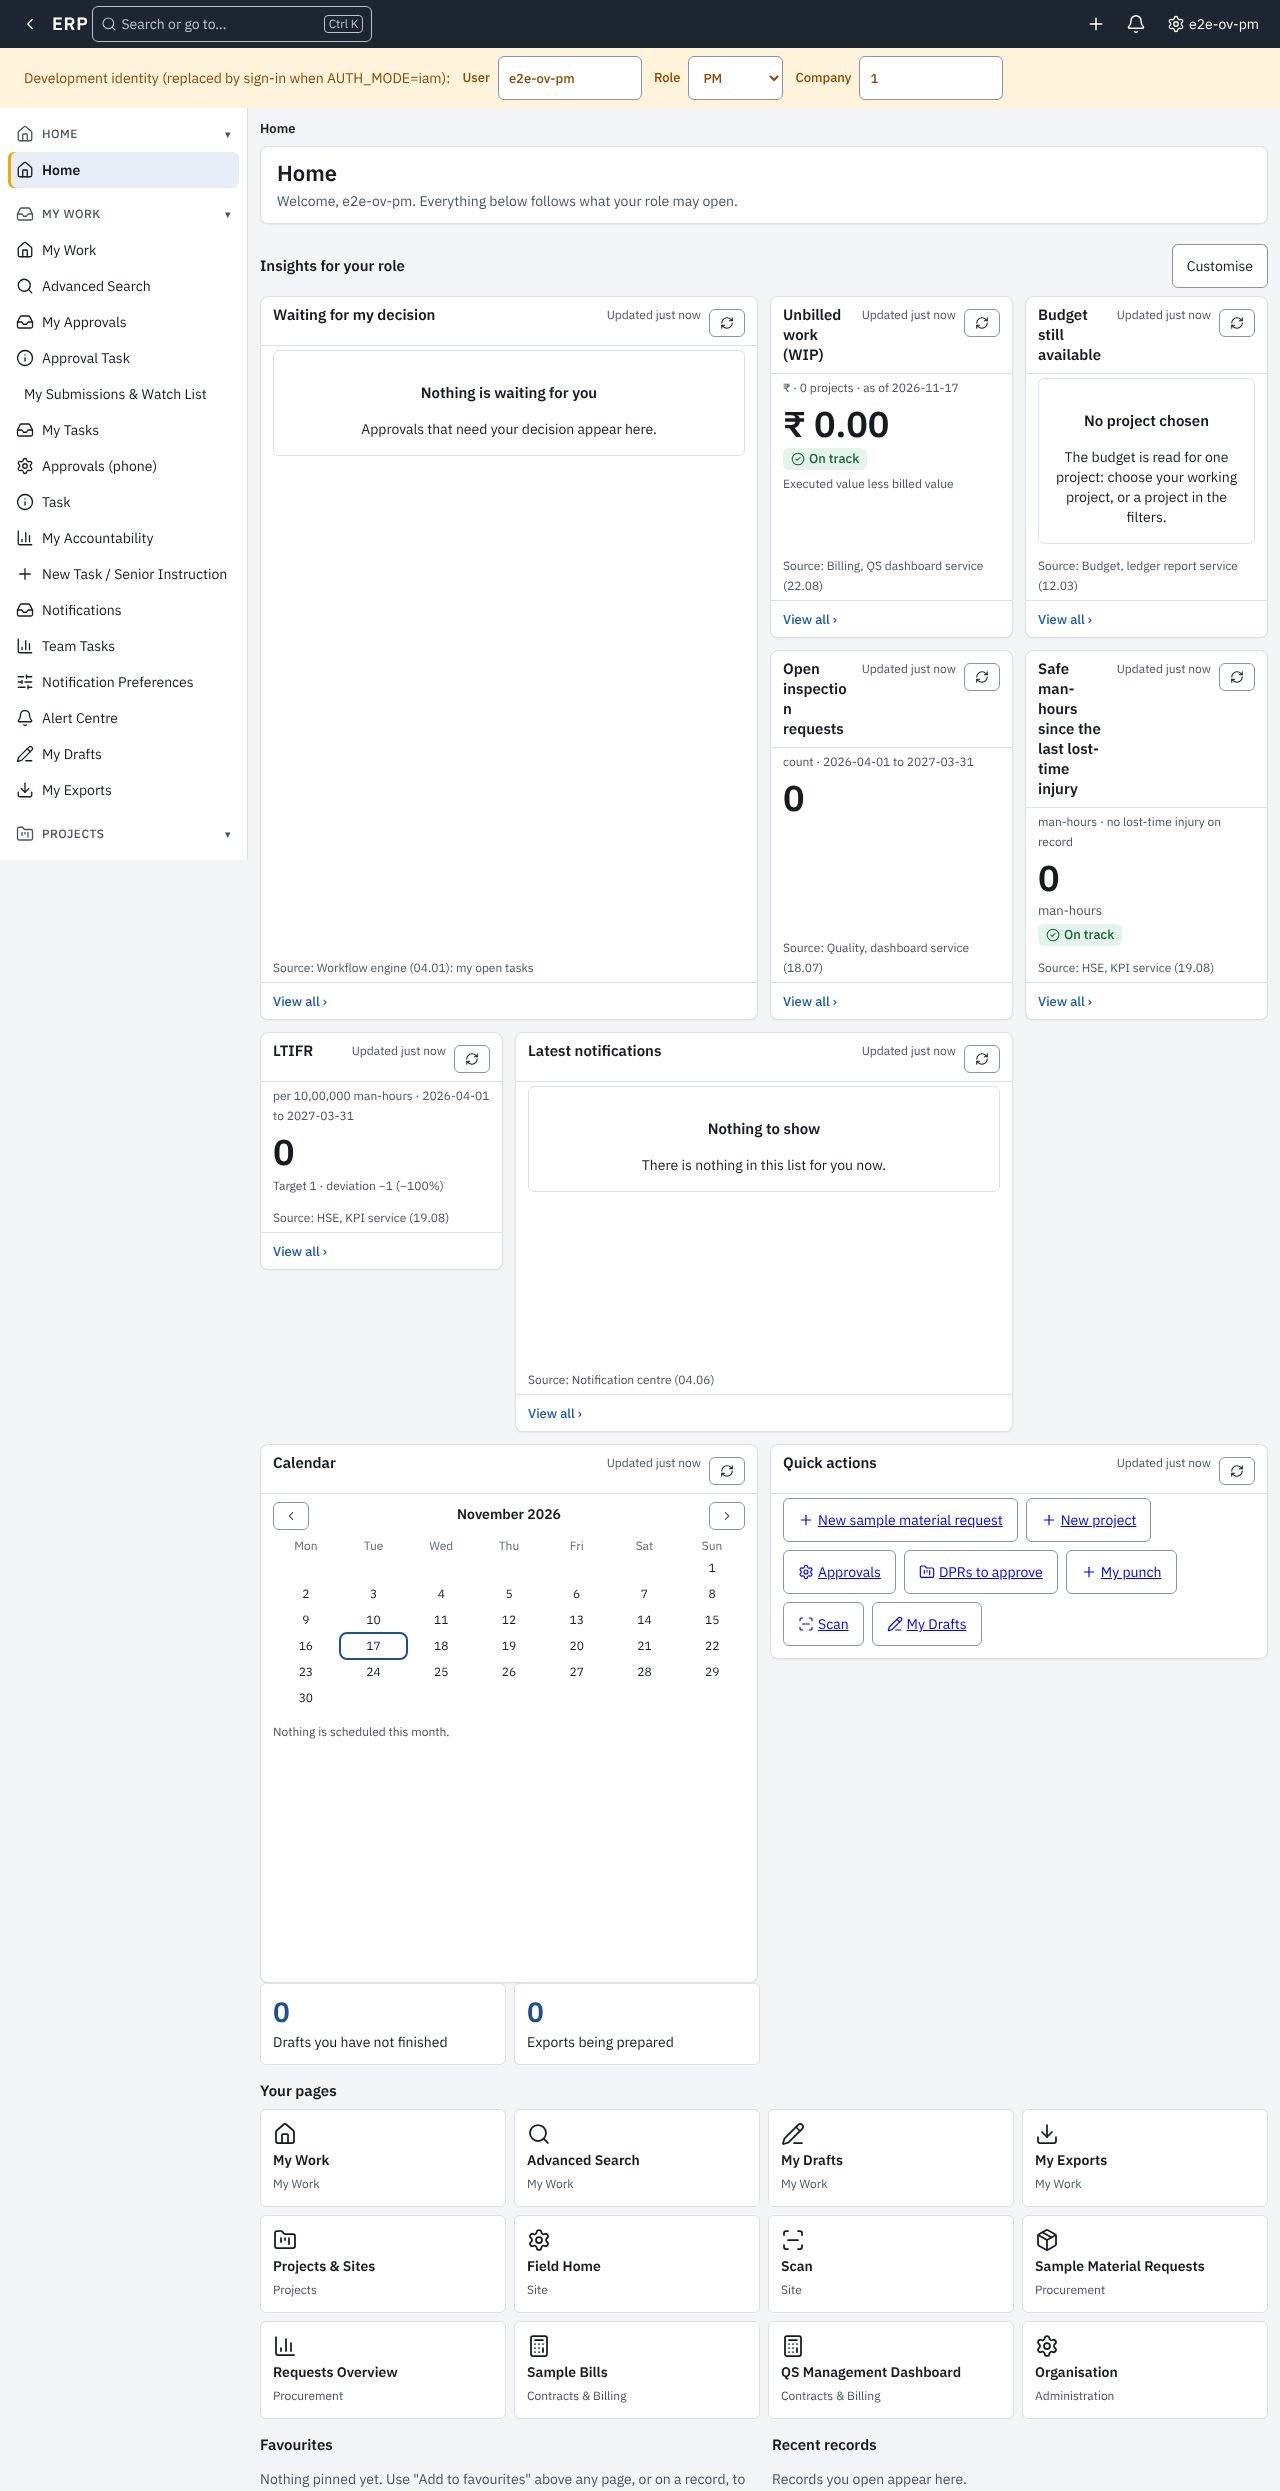 ERP
Search or go to...
Ctrl K
e2e-ov-pm
Development identity (replaced by sign-in when AUTH_MODE=iam):
User
e2e-ov-pm
Role
PM
Company
1
HOME
Home
MY WORK
My Work
Advanced Search
My Approvals
Approval Task
My Submissions & Watch List
My Tasks
Approvals (phone)
Task
My Accountability
New Task / Senior Instruction
Notifications
Team Tasks
Notification Preferences
Alert Centre
My Drafts
My Exports
PROJECTS
Home
Home
Welcome, e2e-ov-pm. Everything below follows what your role may open.
Insights for your role
Customise
Waiting for my decision
Updated just now
Nothing is waiting for you
Approvals that need your decision appear here.
Source: Workflow engine (04.01): my open tasks
View all ›
Unbilled
work
(WIP)
Updated just now
₹ · 0 projects · as of 2026-11-17
₹ 0.00
On track
Executed value less billed value
Source: Billing, QS dashboard service
(22.08)
View all ›
Budget
still
available
Updated just now
No project chosen
The budget is read for one
project: choose your working
project, or a project in the
filters.
Source: Budget, ledger report service
(12.03)
View all ›
Open
inspectio
n
requests
Updated just now
count · 2026-04-01 to 2027-03-31
0
Source: Quality, dashboard service
(18.07)
View all ›
Safe
man-
hours
since the
last lost-
time
injury
Updated just now
man-hours · no lost-time injury on
record
0
man-hours
On track
Source: HSE, KPI service (19.08)
View all ›
LTIFR
Updated just now
per 10,00,000 man-hours · 2026-04-01
to 2027-03-31
0
Target 1 · deviation −1 (−100%)
Source: HSE, KPI service (19.08)
View all ›
Latest notifications
Updated just now
Nothing to show
There is nothing in this list for you now.
Source: Notification centre (04.06)
View all ›
Calendar
Updated just now
November 2026
Mon Tue Wed Thu Fri Sat Sun
1
2 3 4 5 6 7 8
9 10 11 12 13 14 15
16 17 18 19 20 21 22
23 24 25 26 27 28 29
30
Nothing is scheduled this month.
Quick actions
Updated just now
New sample material request
New project
Approvals
DPRs to approve
My punch
Scan
My Drafts
0
Drafts you have not finished
0
Exports being prepared
Your pages
My Work
My Work
Advanced Search
My Work
My Drafts
My Work
My Exports
My Work
Projects & Sites
Projects
Field Home
Site
Scan
Site
Sample Material Requests
Procurement
Requests Overview
Procurement
Sample Bills
Contracts & Billing
QS Management Dashboard
Contracts & Billing
Organisation
Administration
Favourites
Nothing pinned yet. Use "Add to favourites" above any page, or on a record, to
Recent records
Records you open appear here.